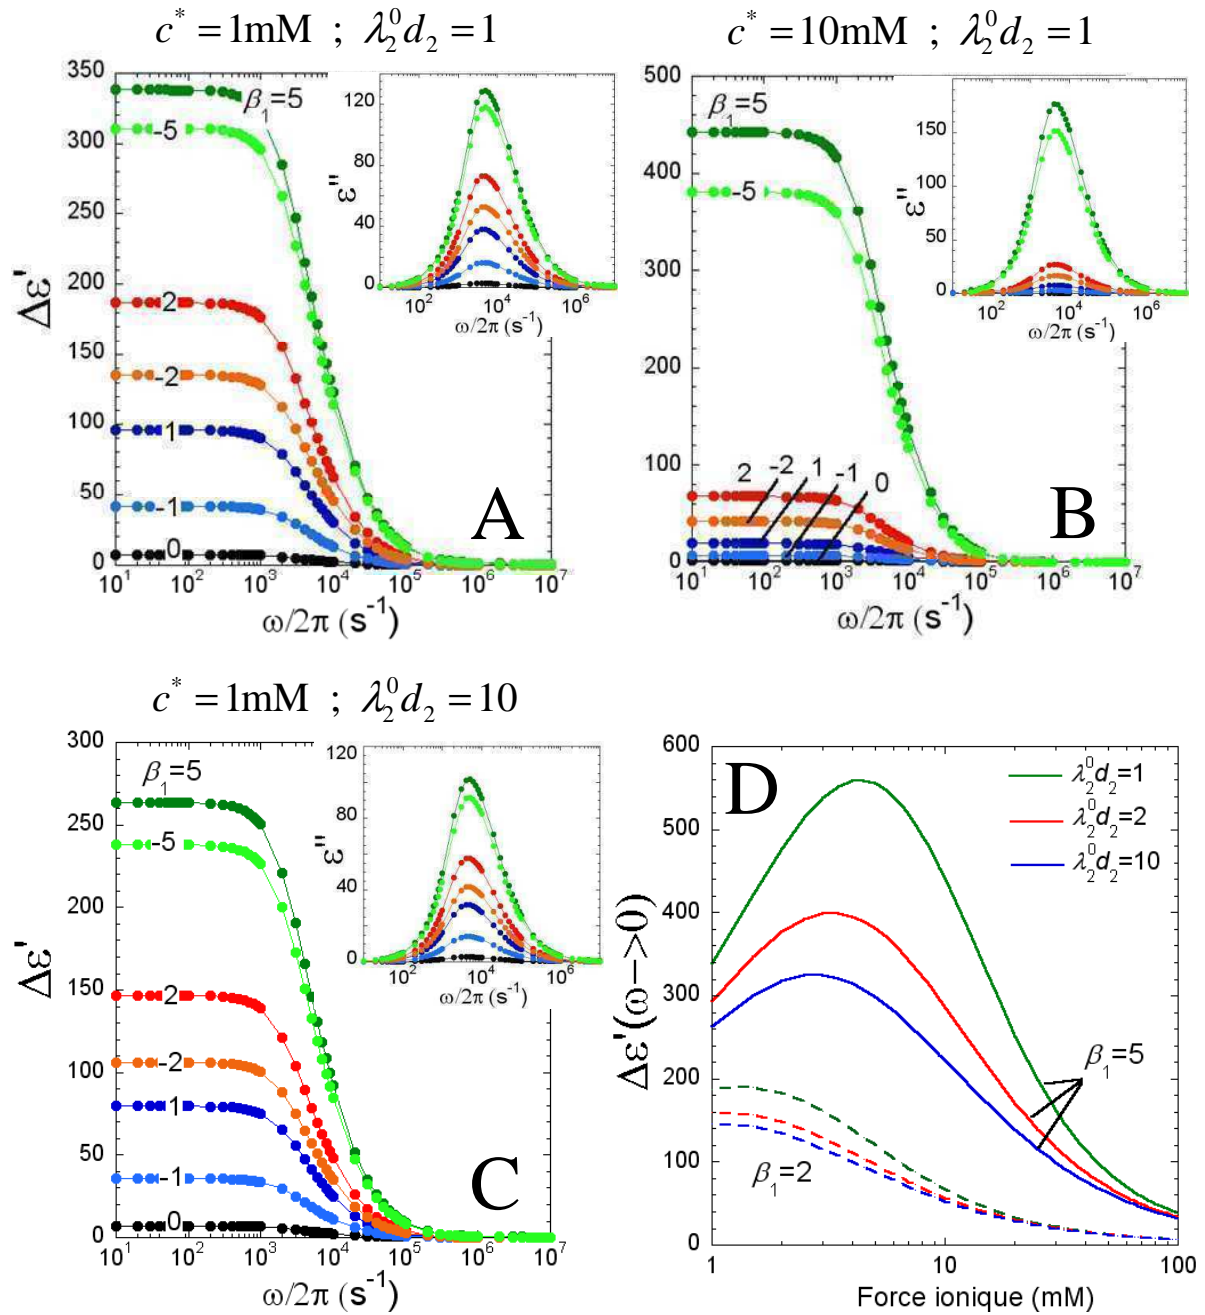 c* = 1mM ; λ₂⁰d₂ = 1
350
300
250
200
150
100
50
0
Δε'
β₁=5
-5
2
-2
1
-1
0
10¹ 10² 10³ 10⁴ 10⁵ 10⁶ 10⁷
ω/2π (s⁻¹)
120
80
40
0
ε"
10² 10⁴ 10⁶
ω/2π (s⁻¹)
A
c* = 10mM ; λ₂⁰d₂ = 1
500
400
300
200
100
0
β₁=5
-5
2 -2 1 -1 0
10¹ 10² 10³ 10⁴ 10⁵ 10⁶ 10⁷
ω/2π (s⁻¹)
150
100
50
0
ε"
10² 10⁴ 10⁶
ω/2π (s⁻¹)
B
c* = 1mM ; λ₂⁰d₂ = 10
300
250
200
150
100
50
0
Δε'
β₁=5
-5
2
-2
1
-1
0
10¹ 10² 10³ 10⁴ 10⁵ 10⁶ 10⁷
ω/2π (s⁻¹)
120
80
40
0
ε"
10² 10⁴ 10⁶
ω/2π (s⁻¹)
C
600
500
400
300
200
100
0
Δε'(ω−>0)
D
λ₂⁰d₂=1
λ₂⁰d₂=2
λ₂⁰d₂=10
β₁=5
β₁=2
1 10 100
Force ionique (mM)